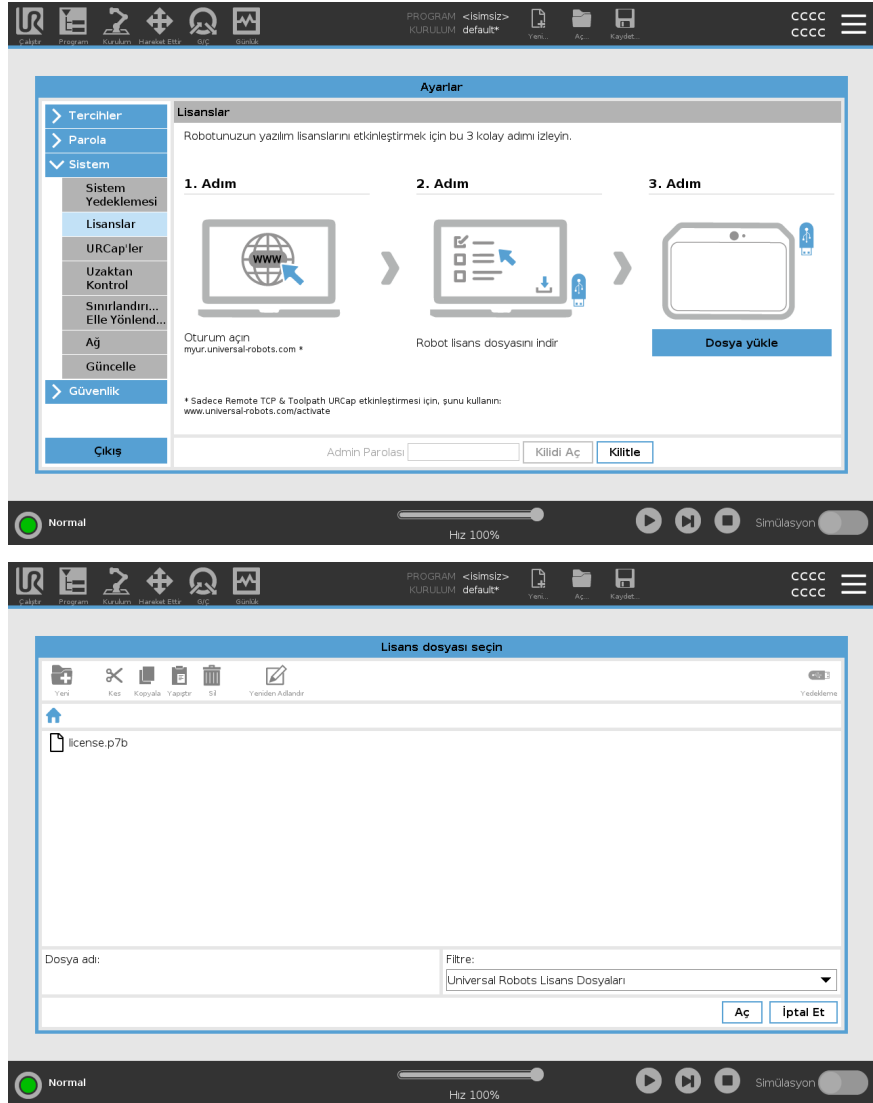 UR
PROGRAM <isimsiz>
KURULUM default*
Çalıştır Program Kurulum Hareket Ettir G/Ç Günlük
Yeni... Aç... Kaydet...
CCCC
CCCC
Ayarlar
Tercihler
Parola
Sistem
Sistem
Yedeklemesi
Lisanslar
URCap'ler
Uzaktan
Kontrol
Sınırlandırı...
Elle Yönlend...
Ağ
Güncelle
Güvenlik
Çıkış
Lisanslar
Robotunuzun yazılım lisanslarını etkinleştirmek için bu 3 kolay adımı izleyin.
1. Adım
2. Adım
3. Adım
www
Oturum açın
myur.universal-robots.com *
Robot lisans dosyasını indir
Dosya yükle
* Sadece Remote TCP & Toolpath URCap etkinleştirmesi için, şunu kullanın:
www.universal-robots.com/activate
Admin Parolası
Kilidi Aç
Kilitle
Normal
Hız 100%
Simülasyon
UR
PROGRAM <isimsiz>
KURULUM default*
Çalıştır Program Kurulum Hareket Ettir G/Ç Günlük
Yeni... Aç... Kaydet...
CCCC
CCCC
Lisans dosyası seçin
Yeni Kes Kopyala Yapıştır Sil Yeniden Adlandır
Yedekleme
license.p7b
Dosya adı:
Filtre:
Universal Robots Lisans Dosyaları
Aç
İptal Et
Normal
Hız 100%
Simülasyon